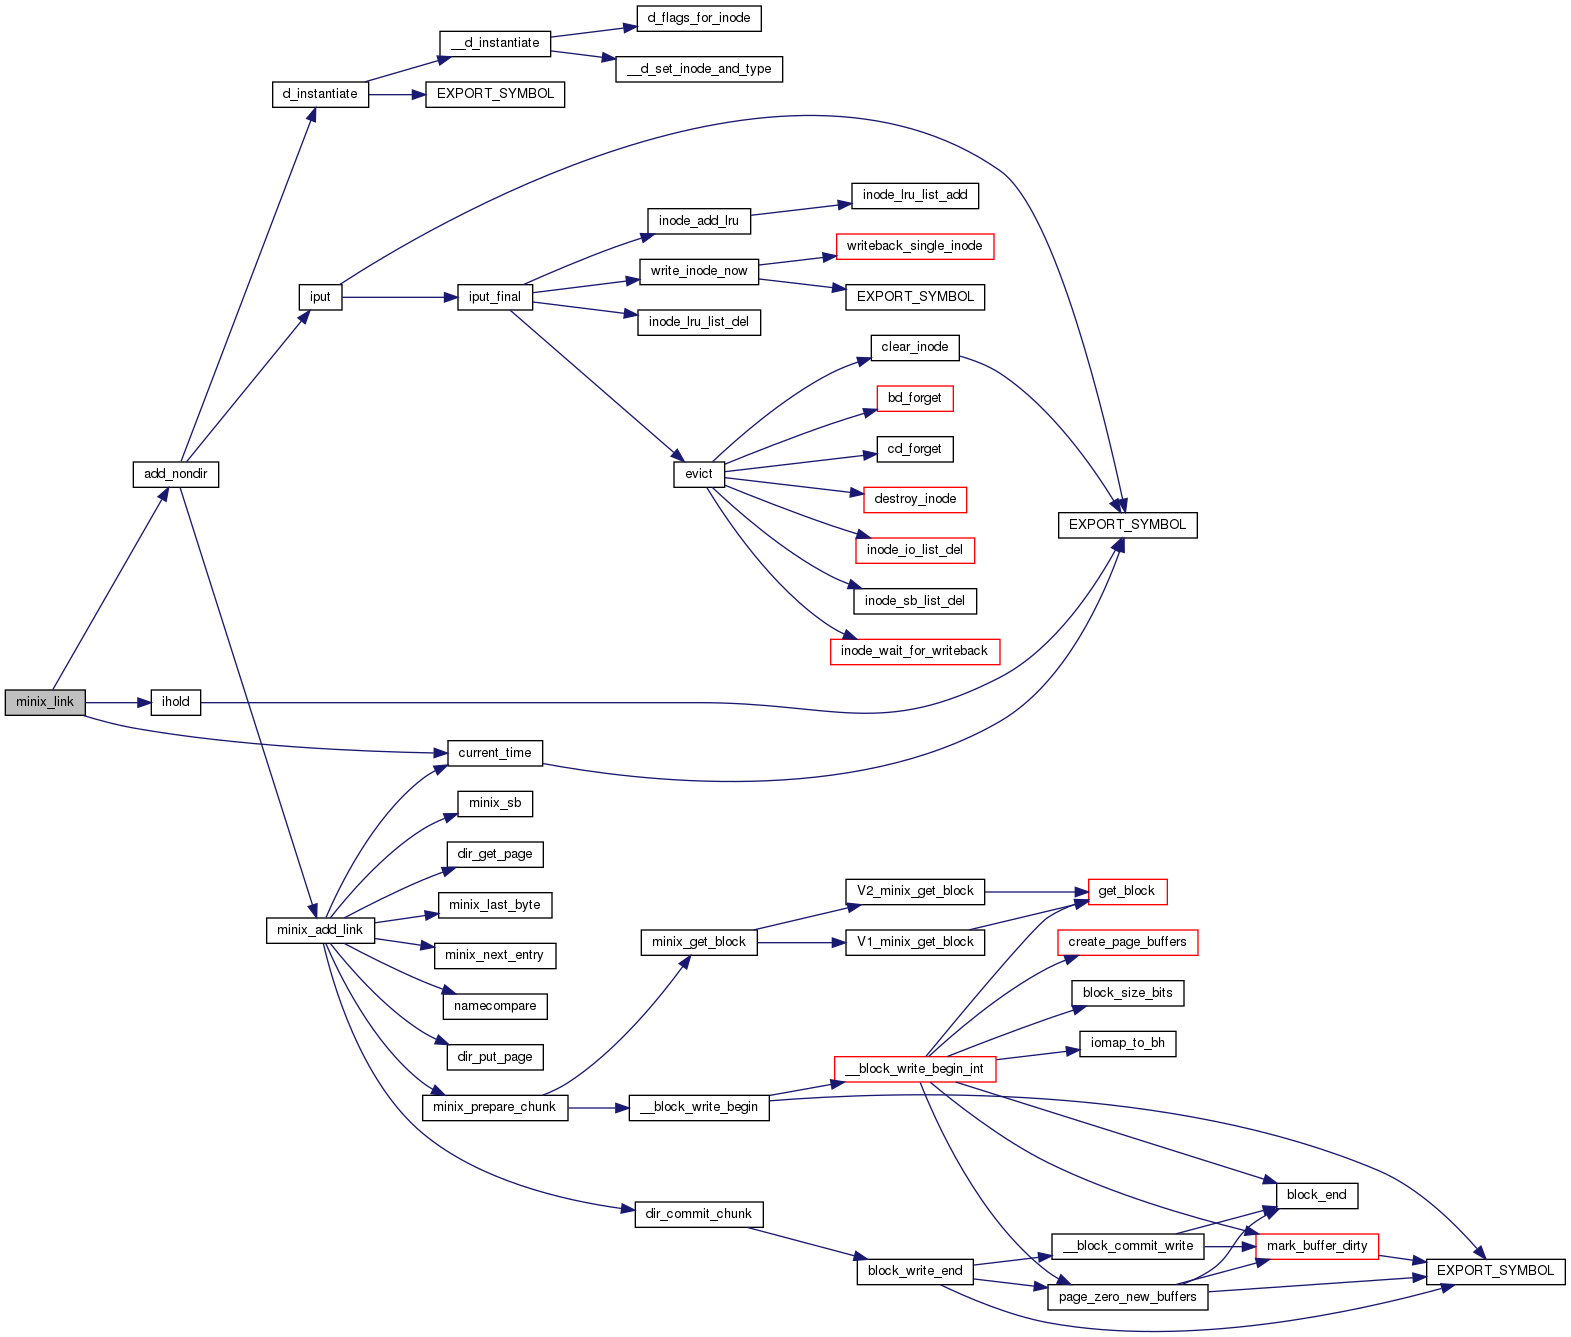 d_flags_for_inode
__d_instantiate
__d_set_inode_and_type
d_instantiate
EXPORT_SYMBOL
inode_lru_list_add
inode_add_lru
writeback_single_inode
write_inode_now
iput
iput_final
EXPORT_SYMBOL
inode_lru_list_del
clear_inode
bd_forget
cd_forget
add_nondir
evict
destroy_inode
EXPORT_SYMBOL
inode_io_list_del
inode_sb_list_del
inode_wait_for_writeback
minix_link
ihold
current_time
minix_sb
dir_get_page
V2_minix_get_block
get_block
minix_last_byte
minix_add_link
minix_get_block
V1_minix_get_block
create_page_buffers
minix_next_entry
block_size_bits
namecompare
iomap_to_bh
dir_put_page
__block_write_begin_int
minix_prepare_chunk
__block_write_begin
block_end
dir_commit_chunk
__block_commit_write
mark_buffer_dirty
block_write_end
EXPORT_SYMBOL
page_zero_new_buffers